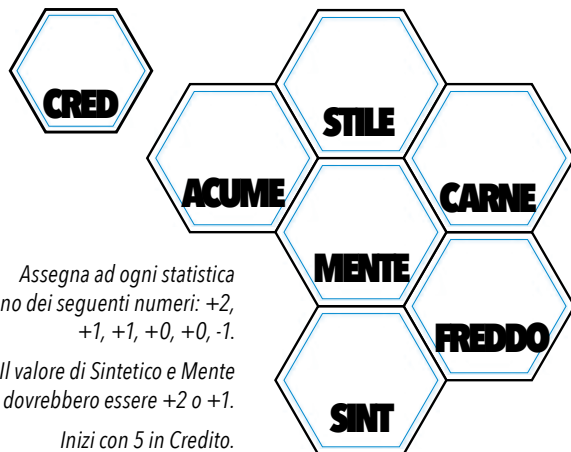 CRED
STILE
ACUME
CARNE
MENTE
FREDDO
SINT
Assegna ad ogni statistica
no dei seguenti numeri: +2,
+1, +1, +0, +0, -1.
Il valore di Sintetico e Mente
dovrebbero essere +2 o +1.
Inizi con 5 in Credito.